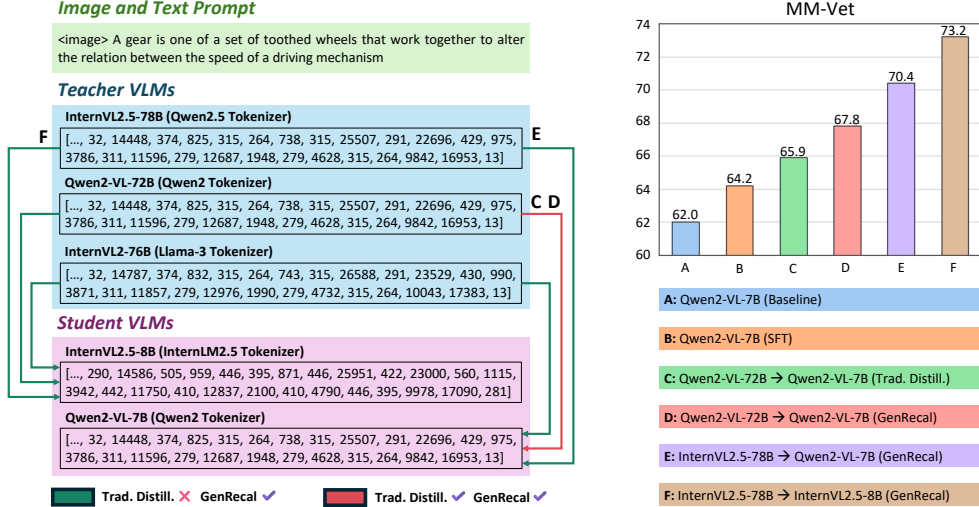 Image and Text Prompt
<image> A gear is one of a set of toothed wheels that work together to alter
the relation between the speed of a driving mechanism
Teacher VLMs
InternVL2.5-78B (Qwen2.5 Tokenizer)
[..., 32, 14448, 374, 825, 315, 264, 738, 315, 25507, 291, 22696, 429, 975,
3786, 311, 11596, 279, 12687, 1948, 279, 4628, 315, 264, 9842, 16953, 13]
F
E
Qwen2-VL-72B (Qwen2 Tokenizer)
[..., 32, 14448, 374, 825, 315, 264, 738, 315, 25507, 291, 22696, 429, 975,
3786, 311, 11596, 279, 12687, 1948, 279, 4628, 315, 264, 9842, 16953, 13]
C D
InternVL2-76B (Llama-3 Tokenizer)
[..., 32, 14787, 374, 832, 315, 264, 743, 315, 26588, 291, 23529, 430, 990,
3871, 311, 11857, 279, 12976, 1990, 279, 4732, 315, 264, 10043, 17383, 13]
Student VLMs
InternVL2.5-8B (InternLM2.5 Tokenizer)
[..., 290, 14586, 505, 959, 446, 395, 871, 446, 25951, 422, 23000, 560, 1115,
3942, 442, 11750, 410, 12837, 2100, 410, 4790, 446, 395, 9978, 17090, 281]
Qwen2-VL-7B (Qwen2 Tokenizer)
[..., 32, 14448, 374, 825, 315, 264, 738, 315, 25507, 291, 22696, 429, 975,
3786, 311, 11596, 279, 12687, 1948, 279, 4628, 315, 264, 9842, 16953, 13]
Trad. Distill. ✗ GenRecal ✓
Trad. Distill. ✓ GenRecal ✓
MM-Vet
74
72
70
68
66
64
62
60
62.0
64.2
65.9
67.8
70.4
73.2
A B C D E F
A: Qwen2-VL-7B (Baseline)
B: Qwen2-VL-7B (SFT)
C: Qwen2-VL-72B → Qwen2-VL-7B (Trad. Distill.)
D: Qwen2-VL-72B → Qwen2-VL-7B (GenRecal)
E: InternVL2.5-78B → Qwen2-VL-7B (GenRecal)
F: InternVL2.5-78B → InternVL2.5-8B (GenRecal)